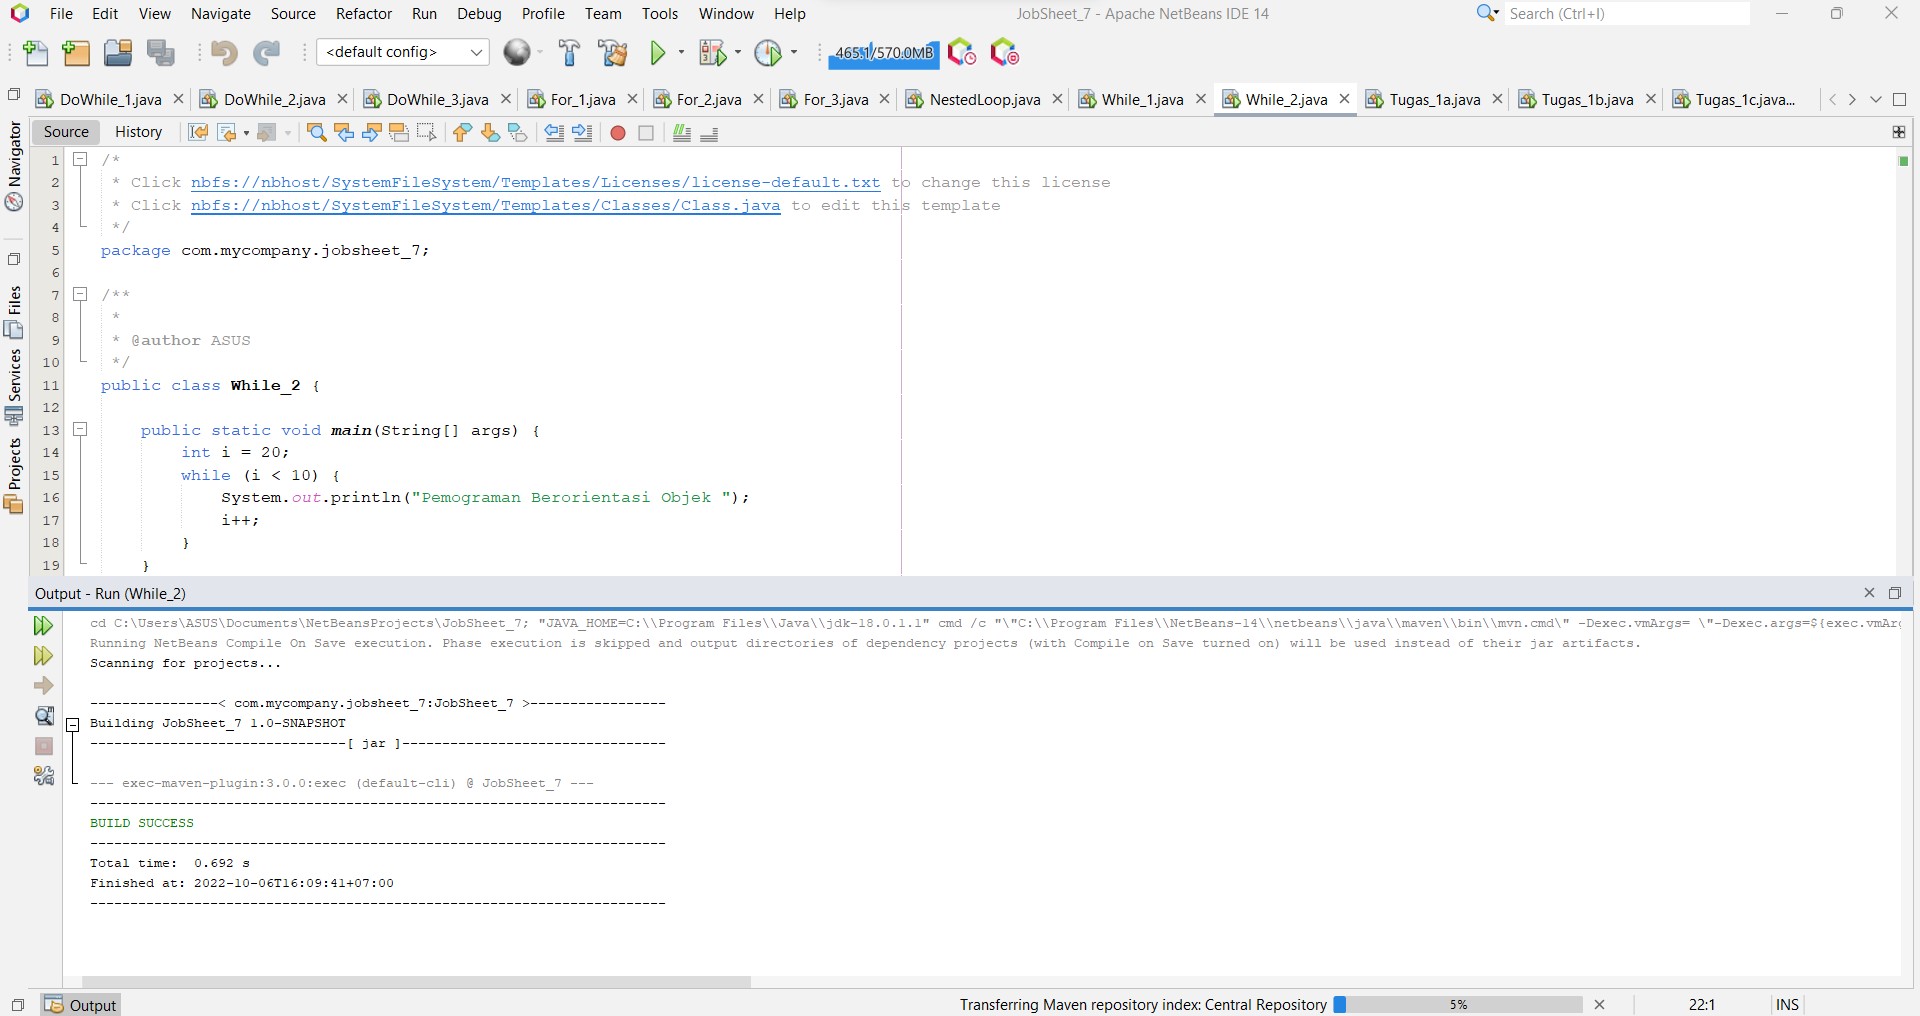 File Edit View Navigate Source Refactor Run Debug Profile Team Tools Window Help JobSheet_7 - Apache NetBeans IDE 14 Search (Ctrl+I)
<default config> 465.1/570.0MB
DoWhile_1.java DoWhile_2.java DoWhile_3.java For_1.java For_2.java For_3.java NestedLoop.java While_1.java While_2.java Tugas_1a.java Tugas_1b.java Tugas_1c.java...
Source History
Navigator
Files
Services
Projects
1 /*
2 * Click nbfs://nbhost/SystemFileSystem/Templates/Licenses/license-default.txt to change this license
3 * Click nbfs://nbhost/SystemFileSystem/Templates/Classes/Class.java to edit this template
4 */
5 package com.mycompany.jobsheet_7;
6
7 /**
8 *
9 * @author ASUS
10 */
11 public class While_2 {
12
13 public static void main(String[] args) {
14 int i = 20;
15 while (i < 10) {
16 System.out.println("Pemograman Berorientasi Objek ");
17 i++;
18 }
19 }
Output - Run (While_2)
cd C:\Users\ASUS\Documents\NetBeansProjects\JobSheet_7; "JAVA_HOME=C:\\Program Files\\Java\\jdk-18.0.1.1" cmd /c "\"C:\\Program Files\\NetBeans-14\\netbeans\\java\\maven\\bin\\mvn.cmd\" -Dexec.vmArgs= \"-Dexec.args=${exec.vmArg
Running NetBeans Compile On Save execution. Phase execution is skipped and output directories of dependency projects (with Compile on Save turned on) will be used instead of their jar artifacts.
Scanning for projects...
----------------< com.mycompany.jobsheet_7:JobSheet_7 >-----------------
Building JobSheet_7 1.0-SNAPSHOT
--------------------------------[ jar ]---------------------------------
--- exec-maven-plugin:3.0.0:exec (default-cli) @ JobSheet_7 ---
------------------------------------------------------------------------
BUILD SUCCESS
------------------------------------------------------------------------
Total time:  0.692 s
Finished at: 2022-10-06T16:09:41+07:00
------------------------------------------------------------------------
Output Transferring Maven repository index: Central Repository 5% 22:1 INS